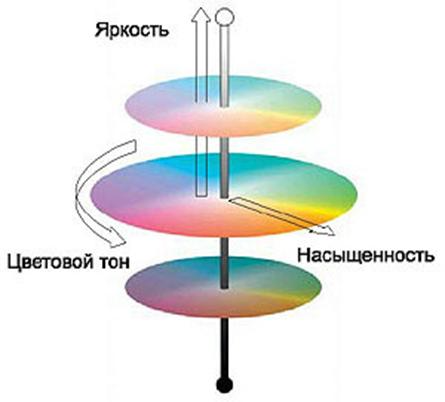 Яркость
Цветовой тон
Насыщенность